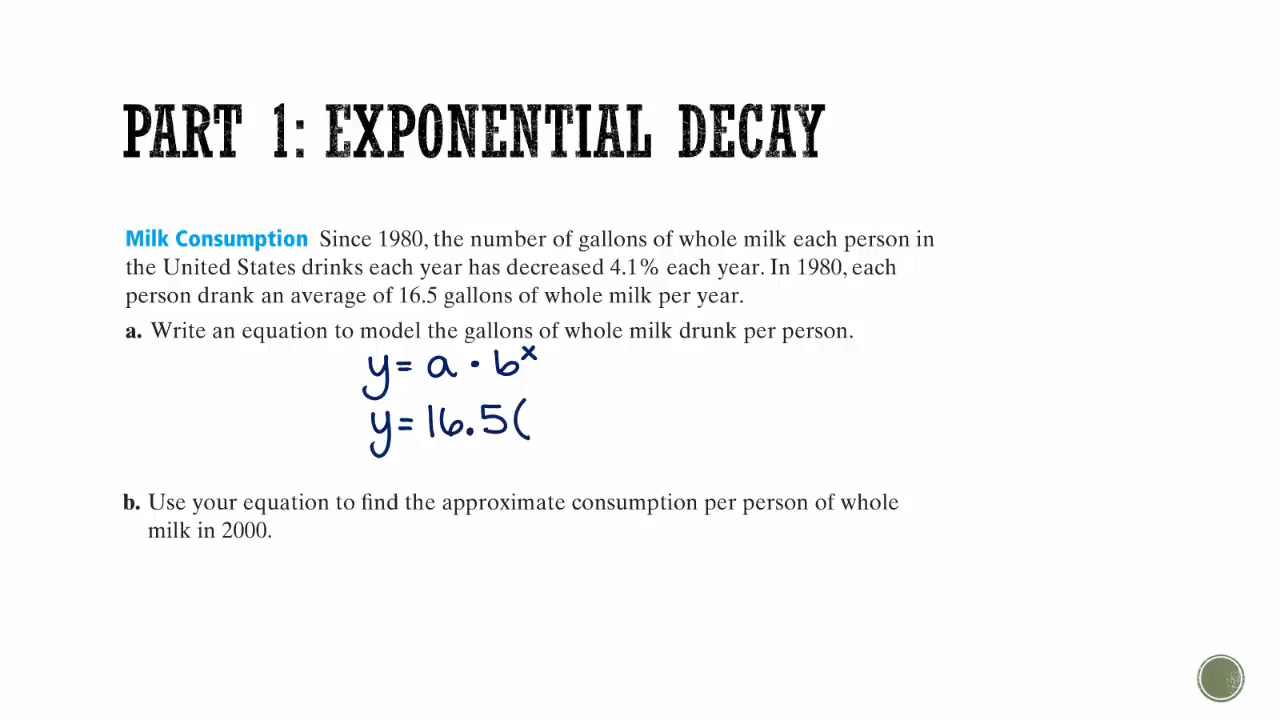 PART 1: EXPONENTIAL DECAY
Milk Consumption Since 1980, the number of gallons of whole milk each person in
the United States drinks each year has decreased 4.1% each year. In 1980, each
person drank an average of 16.5 gallons of whole milk per year.
a. Write an equation to model the gallons of whole milk drunk per person.
y = a · bˣ
y = 16.5(
b. Use your equation to find the approximate consumption per person of whole
milk in 2000.